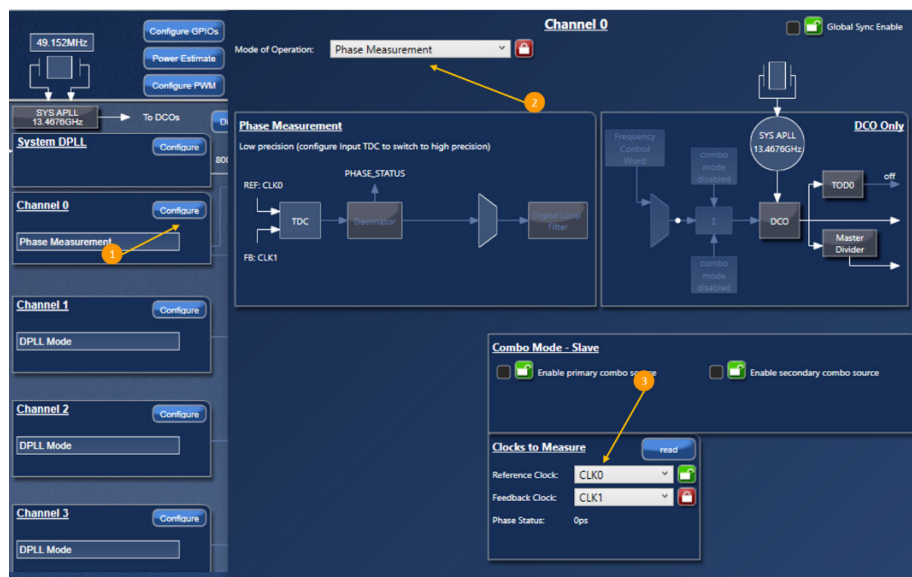 49.152MHz
Configure GPIOs
Power Estimate
Configure PWM
SYS APLL
13.4676GHz
To DCOs
System DPLL
Configure
800
Channel 0
Configure
Phase Measurement
1
Channel 1
Configure
DPLL Mode
Channel 2
Configure
DPLL Mode
Channel 3
Configure
DPLL Mode
Channel 0
Global Sync Enable
Mode of Operation:
Phase Measurement
2
Phase Measurement
Low precision (configure Input TDC to switch to high precision)
PHASE_STATUS
REF: CLK0
TDC
Decimator
Digital Loop
Filter
FB: CLK1
DCO Only
Frequency
Control
Word
combo
mode
disabled
SYS APLL
13.4676GHz
TOD0
off
Σ
DCO
Master
Divider
combo
mode
disabled
Combo Mode - Slave
Enable primary combo source
3
Enable secondary combo source
Clocks to Measure
read
Reference Clock:
CLK0
Feedback Clock:
CLK1
Phase Status:
0ps